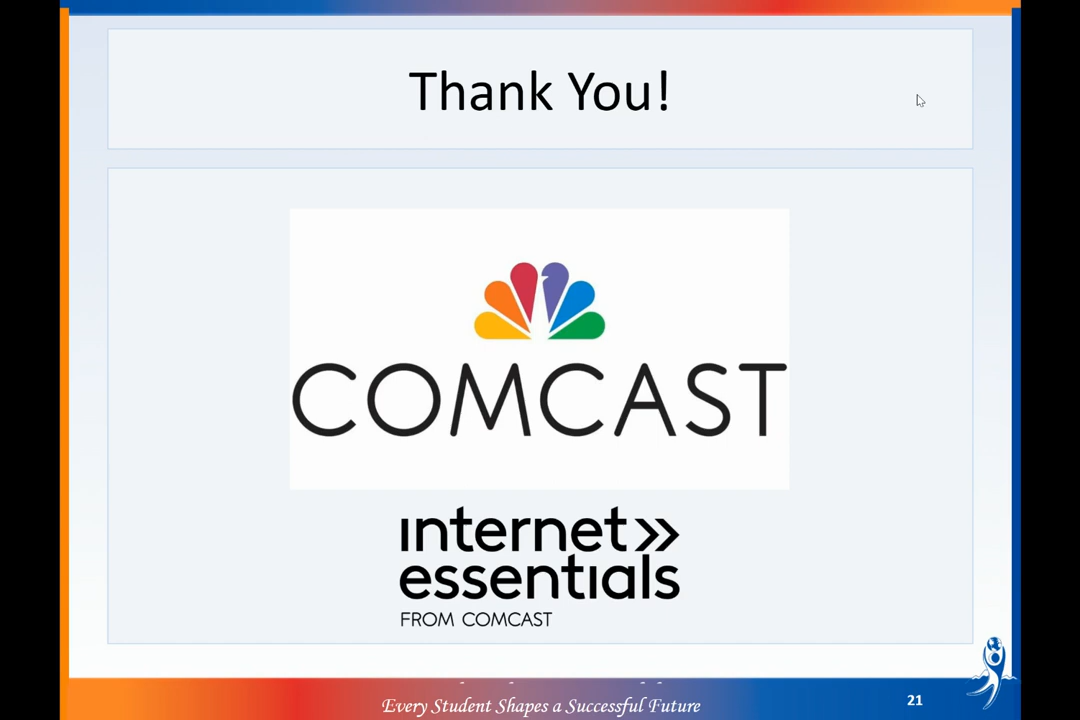 Thank You!
COMCAST
internet
essentials
FROM COMCAST
Every Student Shapes a Successful Future
21